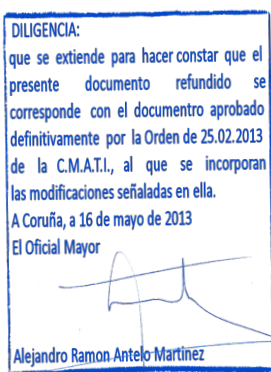 DILIGENCIA:
que se extiende para hacer constar que el
presente documento refundido se
corresponde con el documentro aprobado
definitivamente por la Orden de 25.02.2013
de la C.M.AT.I., al que se incorporan
las modificaciones señaladas en ella.
A Coruña, a 16 de mayo de 2013
El Oficial Mayor
Alejandro Ramon Antelo Martinez